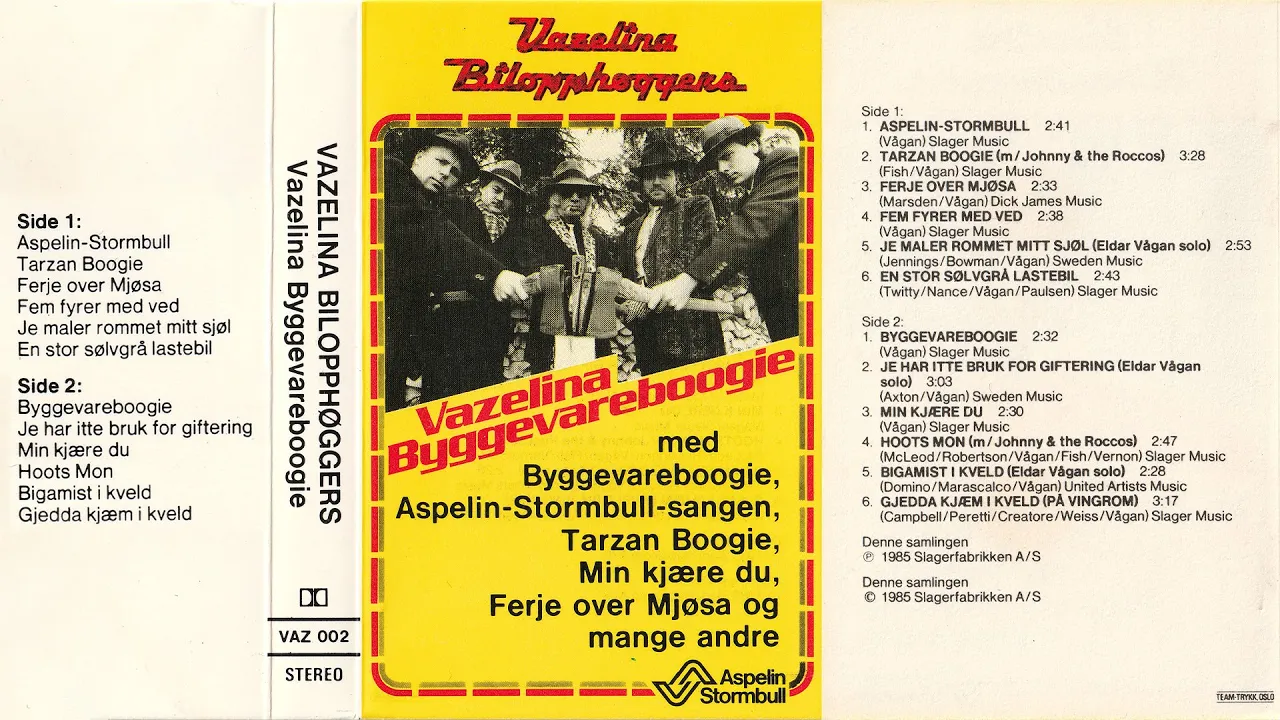 Side 1:
Aspelin-Stormbull
Tarzan Boogie
Ferje over Mjøsa
Fem fyrer med ved
Je maler rommet mitt sjøl
En stor sølvgrå lastebil
Side 2:
Byggevareboogie
Je har itte bruk for giftering
Min kjære du
Hoots Mon
Bigamist i kveld
Gjedda kjæm i kveld
VAZELINA BILOPPHØGGERS
Vazelina Byggevareboogie
VAZ 002
STEREO
Vazelina
Bilopphøggers
Vazelina
Byggevareboogie
med
Byggevareboogie,
Aspelin-Stormbull-sangen,
Tarzan Boogie,
Min kjære du,
Ferje over Mjøsa og
mange andre
Aspelin
Stormbull
Side 1:
1. ASPELIN-STORMBULL 2:41
(Vågan) Slager Music
2. TARZAN BOOGIE (m/Johnny & the Roccos) 3:28
(Fish/Vågan) Slager Music
3. FERJE OVER MJØSA 2:33
(Marsden/Vågan) Dick James Music
4. FEM FYRER MED VED 2:38
(Vågan) Slager Music
5. JE MALER ROMMET MITT SJØL (Eldar Vågan solo) 2:53
(Jennings/Bowman/Vågan) Sweden Music
6. EN STOR SØLVGRÅ LASTEBIL 2:43
(Twitty/Nance/Vågan/Paulsen) Slager Music
Side 2:
1. BYGGEVAREBOOGIE 2:32
(Vågan) Slager Music
2. JE HAR ITTE BRUK FOR GIFTERING (Eldar Vågan
solo) 3:03
(Axton/Vågan) Sweden Music
3. MIN KJÆRE DU 2:30
(Vågan) Slager Music
4. HOOTS MON (m/Johnny & the Roccos) 2:47
(McLeod/Robertson/Vågan/Fish/Vernon) Slager Music
5. BIGAMIST I KVELD (Eldar Vågan solo) 2:28
(Domino/Marascalco/Vågan) United Artists Music
6. GJEDDA KJÆM I KVELD (PÅ VINGROM) 3:17
(Campbell/Peretti/Creatore/Weiss/Vågan) Slager Music
Denne samlingen
℗ 1985 Slagerfabrikken A/S
Denne samlingen
© 1985 Slagerfabrikken A/S
TEAM-TRYKK, OSLO